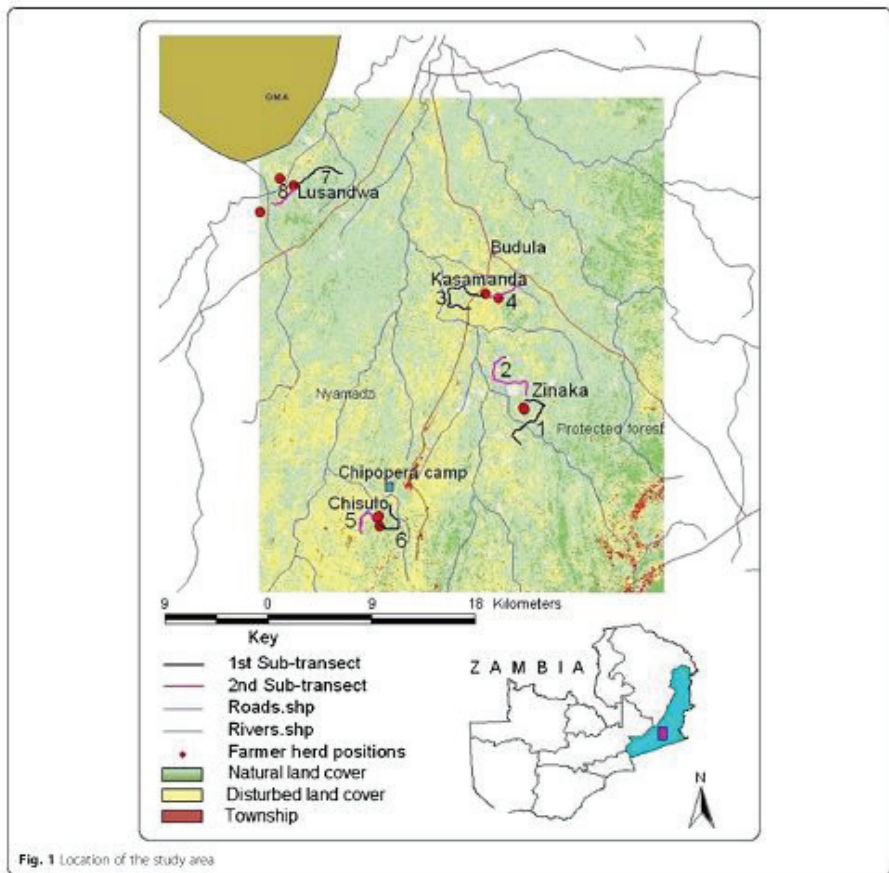 GMA
8
7
Lusandwa
Budula
Kasamanda
3
4
2
Nyamadzi
Zinaka
1
Protected forest
Chipopera camp
Chisulo
5
6
9 0 9 18 Kilometers
Key
1st Sub-transect
2nd Sub-transect
Roads.shp
Rivers.shp
Farmer herd positions
Natural land cover
Disturbed land cover
Township
ZAMBIA
N
Fig. 1 Location of the study area